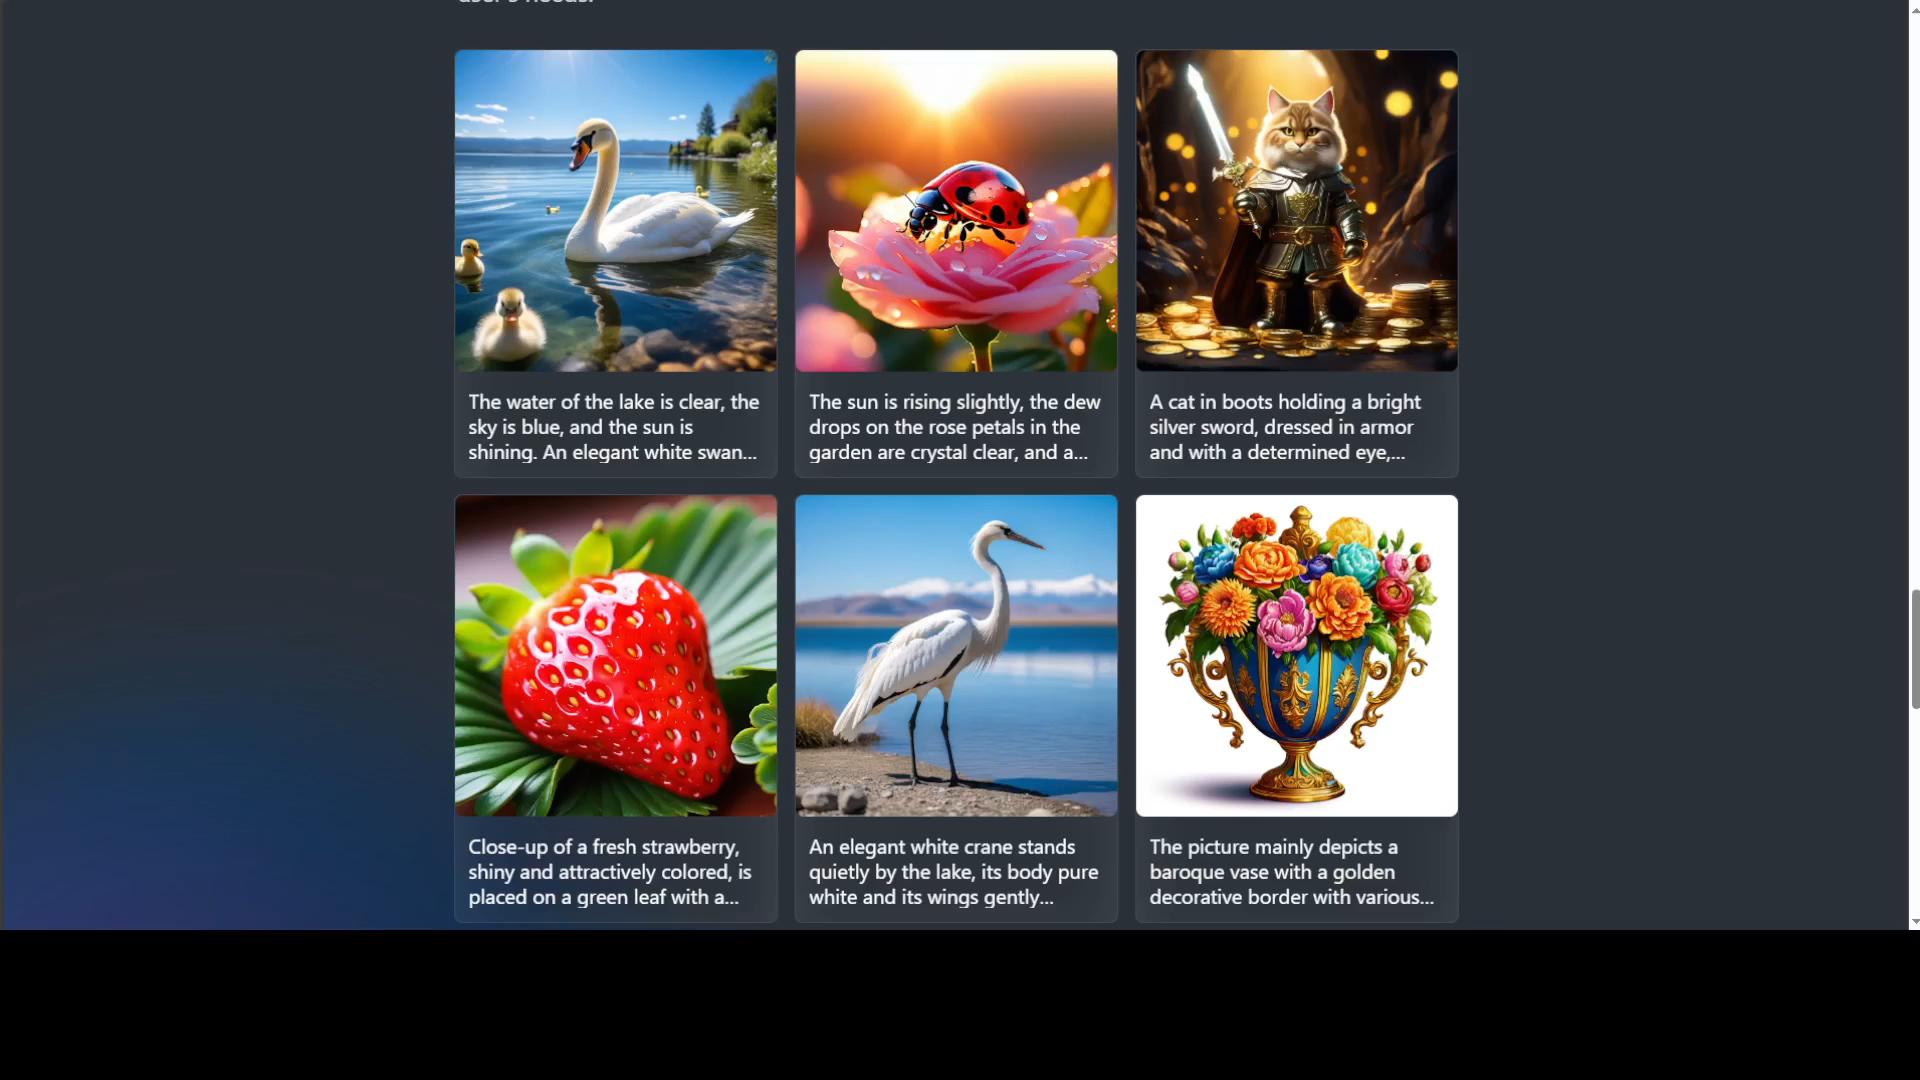 user's needs.
The water of the lake is clear, the
sky is blue, and the sun is
shining. An elegant white swan...
The sun is rising slightly, the dew
drops on the rose petals in the
garden are crystal clear, and a...
A cat in boots holding a bright
silver sword, dressed in armor
and with a determined eye,...
Close-up of a fresh strawberry,
shiny and attractively colored, is
placed on a green leaf with a...
An elegant white crane stands
quietly by the lake, its body pure
white and its wings gently...
The picture mainly depicts a
baroque vase with a golden
decorative border with various...